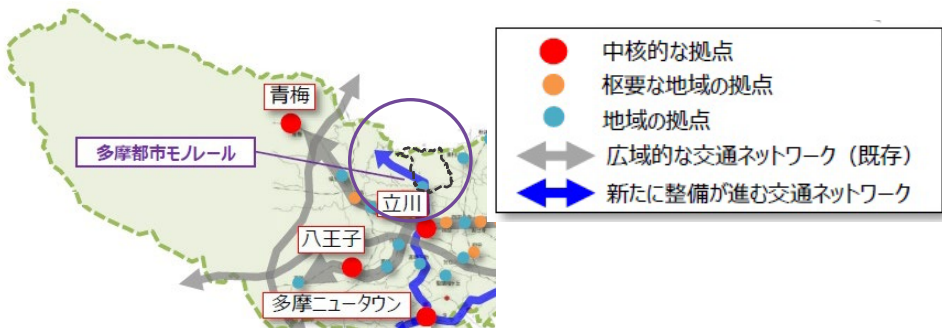 青梅
多摩都市モノレール
立川
八王子
多摩ニュータウン
中核的な拠点
枢要な地域の拠点
地域の拠点
広域的な交通ネットワーク（既存）
新たに整備が進む交通ネットワーク